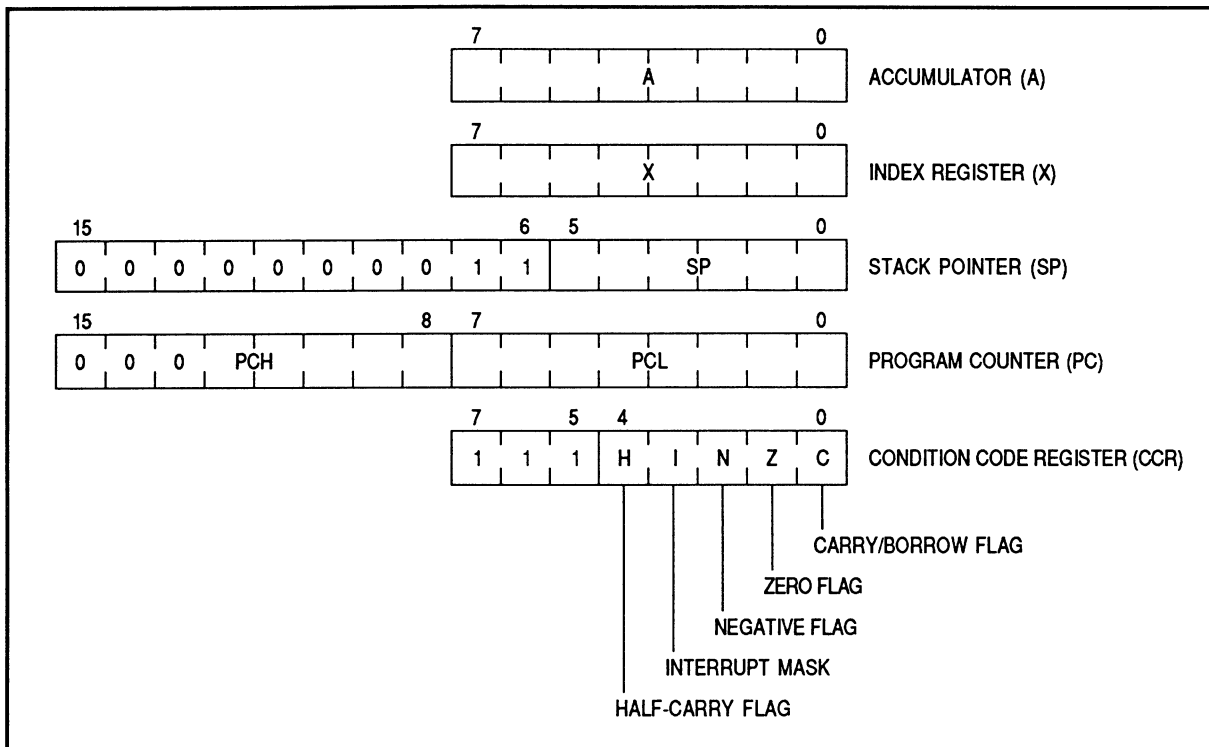 7 0
A ACCUMULATOR (A)
7 0
X INDEX REGISTER (X)
15 6 5 0
0 0 0 0 0 0 0 0 1 1 SP STACK POINTER (SP)
15 8 7 0
0 0 0 PCH PCL PROGRAM COUNTER (PC)
7 5 4 0
1 1 1 H I N Z C CONDITION CODE REGISTER (CCR)
CARRY/BORROW FLAG
ZERO FLAG
NEGATIVE FLAG
INTERRUPT MASK
HALF-CARRY FLAG